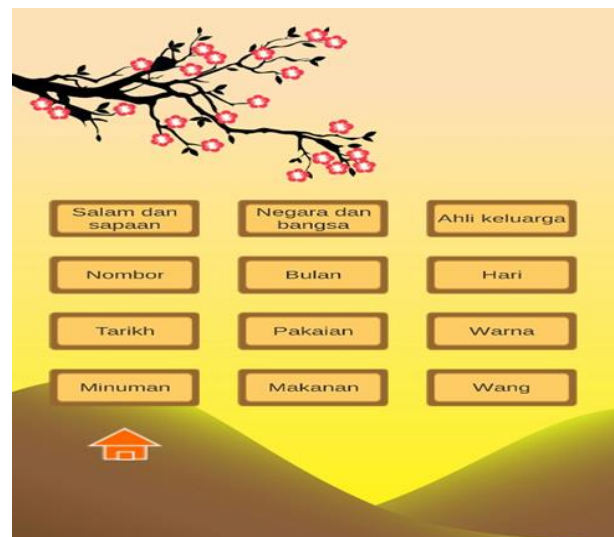 Salam dan
sapaan
Negara dan
bangsa
Ahli keluarga
Nombor
Bulan
Hari
Tarikh
Pakaian
Warna
Minuman
Makanan
Wang